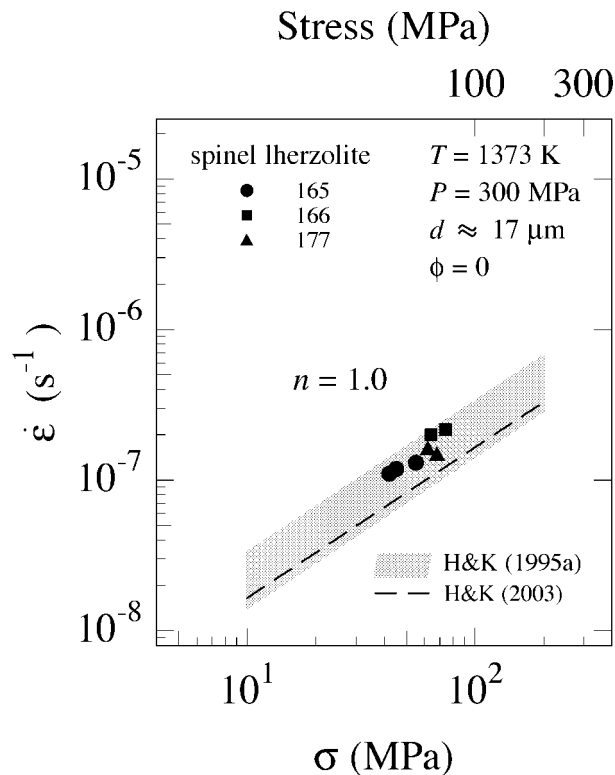 Stress (MPa)
100 300
spinel lherzolite
165
166
177
T = 1373 K
P = 300 MPa
d ≈ 17 μm
ϕ = 0
10⁻⁵
10⁻⁶
10⁻⁷
10⁻⁸
ε̇ (s⁻¹)
n = 1.0
H&K (1995a)
H&K (2003)
10¹ 10²
σ (MPa)